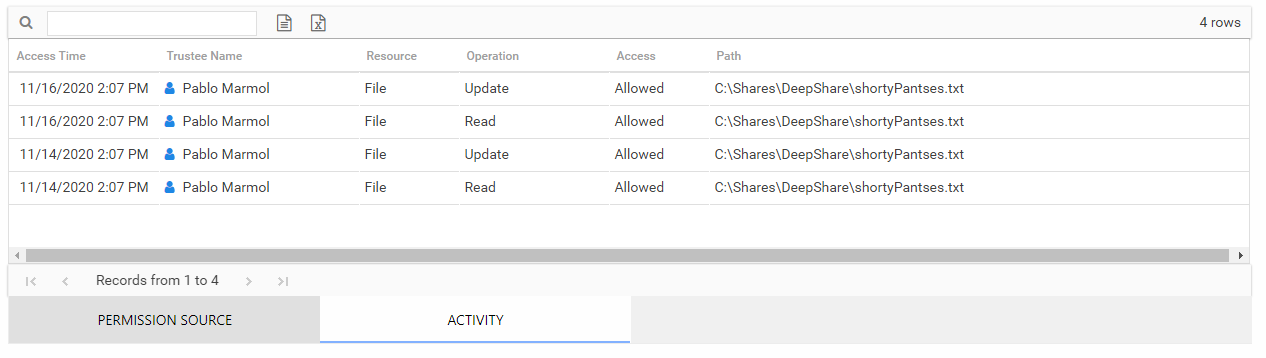 4 rows
Access Time Trustee Name Resource Operation Access Path
11/16/2020 2:07 PM Pablo Marmol File Update Allowed C:\Shares\DeepShare\shortyPantses.txt
11/16/2020 2:07 PM Pablo Marmol File Read Allowed C:\Shares\DeepShare\shortyPantses.txt
11/14/2020 2:07 PM Pablo Marmol File Update Allowed C:\Shares\DeepShare\shortyPantses.txt
11/14/2020 2:07 PM Pablo Marmol File Read Allowed C:\Shares\DeepShare\shortyPantses.txt
Records from 1 to 4
PERMISSION SOURCE ACTIVITY